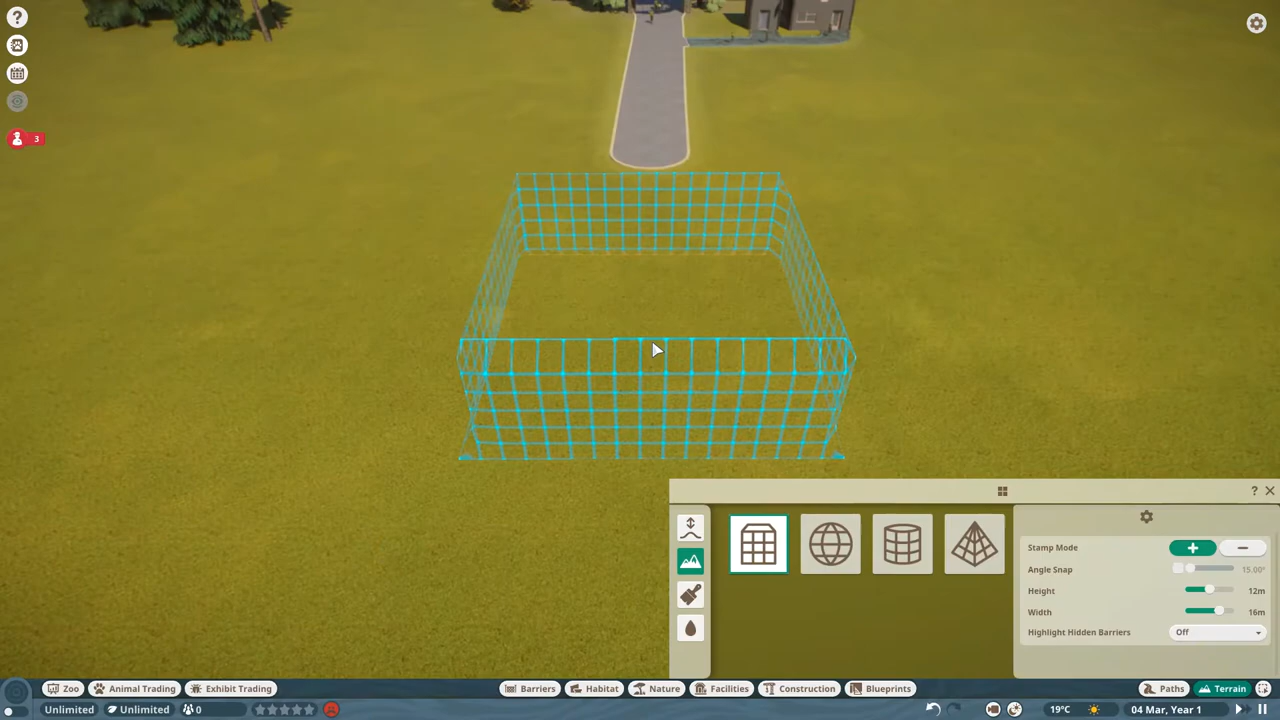 ?
3
?
Stamp Mode
Angle Snap 15.00°
Height 12m
Width 16m
Highlight Hidden Barriers Off
Zoo Animal Trading Exhibit Trading Barriers Habitat Nature Facilities Construction Blueprints Paths Terrain
Unlimited Unlimited 0 19°C 04 Mar, Year 1